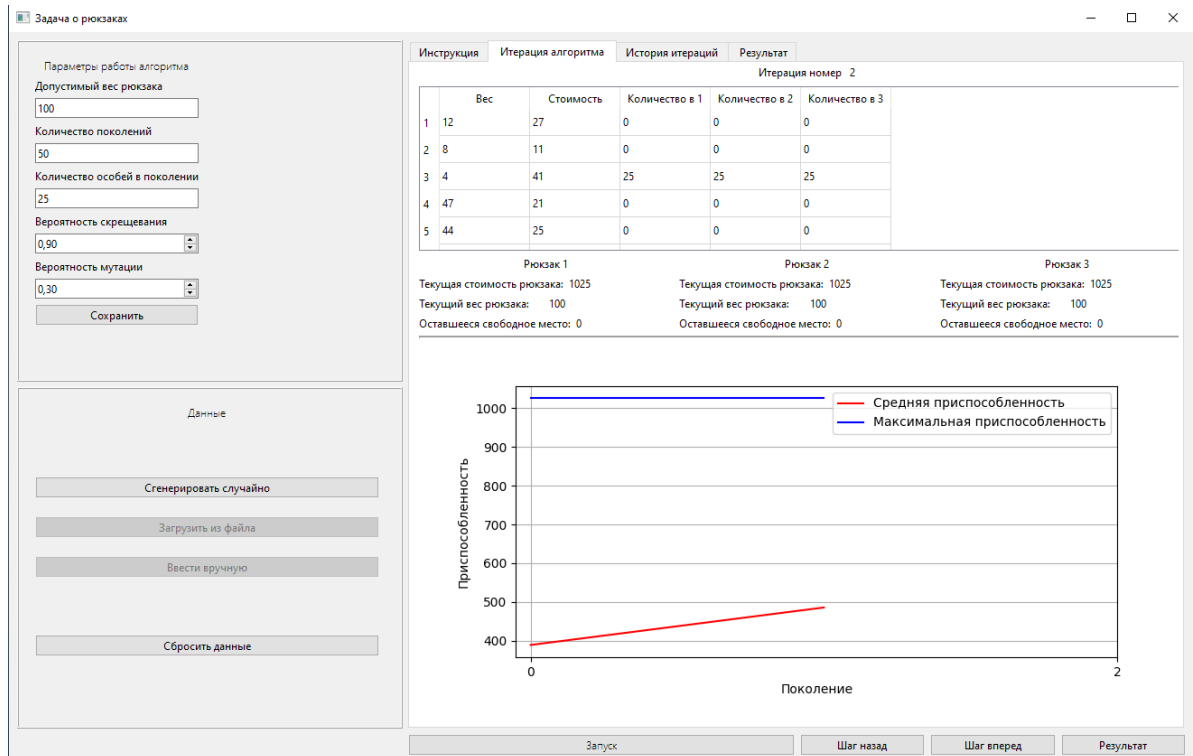 Задача о рюкзаках
Параметры работы алгоритма
Допустимый вес рюкзака
100
Количество поколений
50
Количество особей в поколении
25
Вероятность скрещевания
0,90
Вероятность мутации
0,30
Сохранить
Данные
Сгенерировать случайно
Загрузить из файла
Ввести вручную
Сбросить данные
Инструкция Итерация алгоритма История итераций Результат
Итерация номер 2
Вес Стоимость Количество в 1 Количество в 2 Количество в 3
1 12 27 0 0 0
2 8 11 0 0 0
3 4 41 25 25 25
4 47 21 0 0 0
5 44 25 0 0 0
Рюкзак 1 Рюкзак 2 Рюкзак 3
Текущая стоимость рюкзака: 1025 Текущая стоимость рюкзака: 1025 Текущая стоимость рюкзака: 1025
Текущий вес рюкзака: 100 Текущий вес рюкзака: 100 Текущий вес рюкзака: 100
Оставшееся свободное место: 0 Оставшееся свободное место: 0 Оставшееся свободное место: 0
Средняя приспособленность
Максимальная приспособленность
1000
900
800
700
600
500
400
Приспособленность
0 2
Поколение
Запуск Шаг назад Шаг вперед Результат